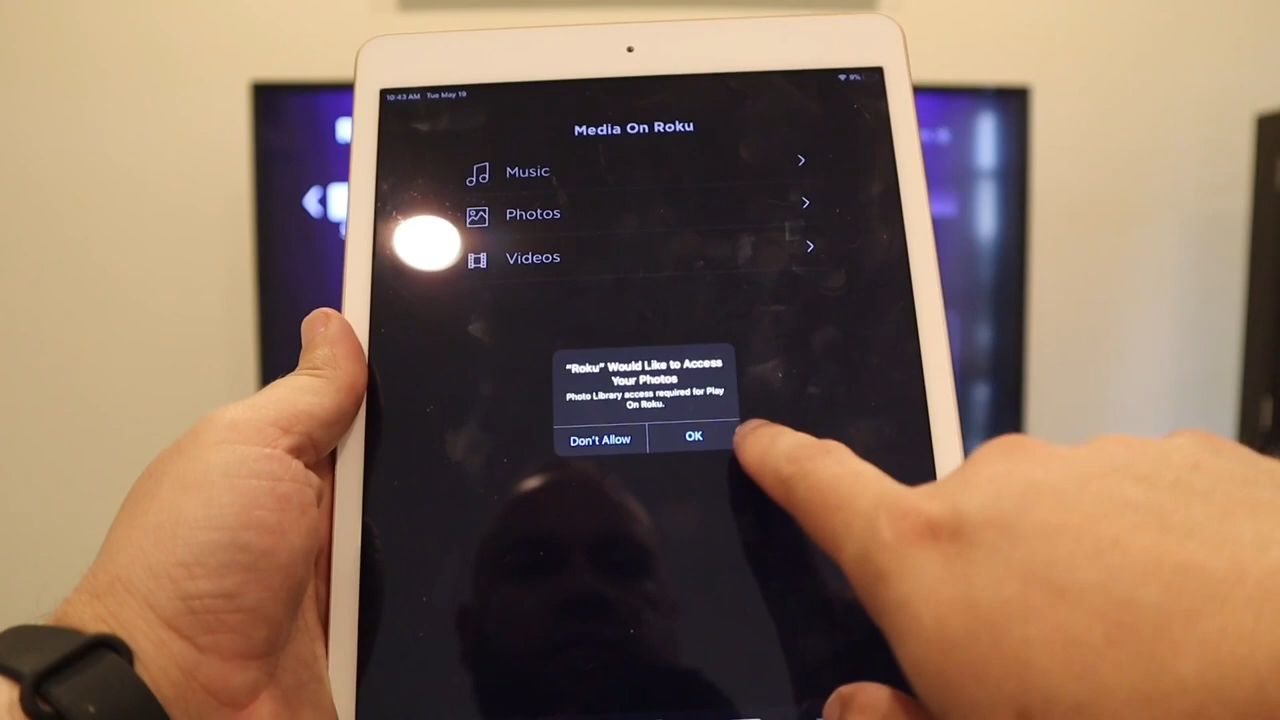 10:43 AM Tue May 19
9%
Media On Roku
Music
Photos
Videos
“Roku” Would Like to Access
Your Photos
Photo Library access required for Play
On Roku.
Don't Allow
OK